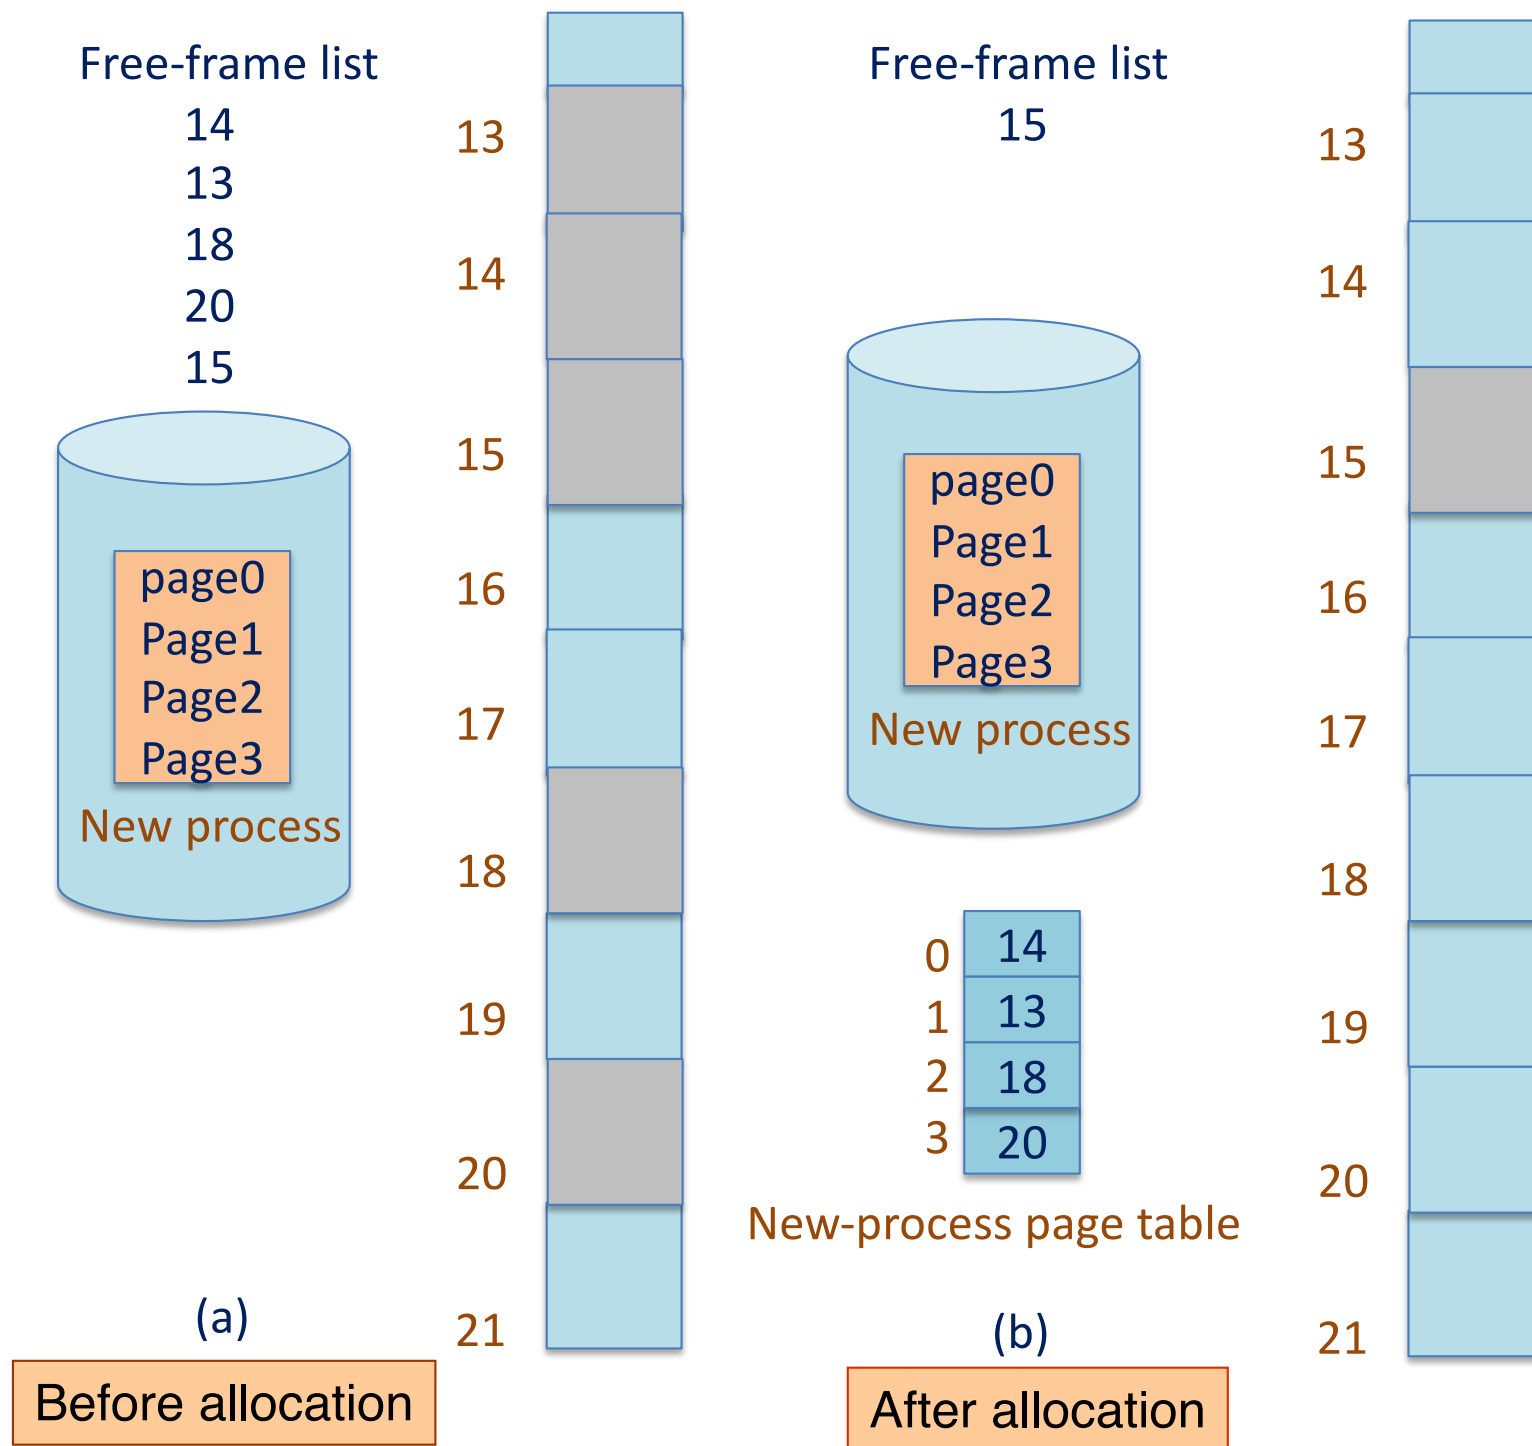 Free-frame list
14
13
18
20
15
page0
Page1
Page2
Page3
New process
13
14
15
16
17
18
19
20
21
(a)
Before allocation
Free-frame list
15
page0
Page1
Page2
Page3
New process
0 14
1 13
2 18
3 20
New-process page table
13
14
15
16
17
18
19
20
21
(b)
After allocation